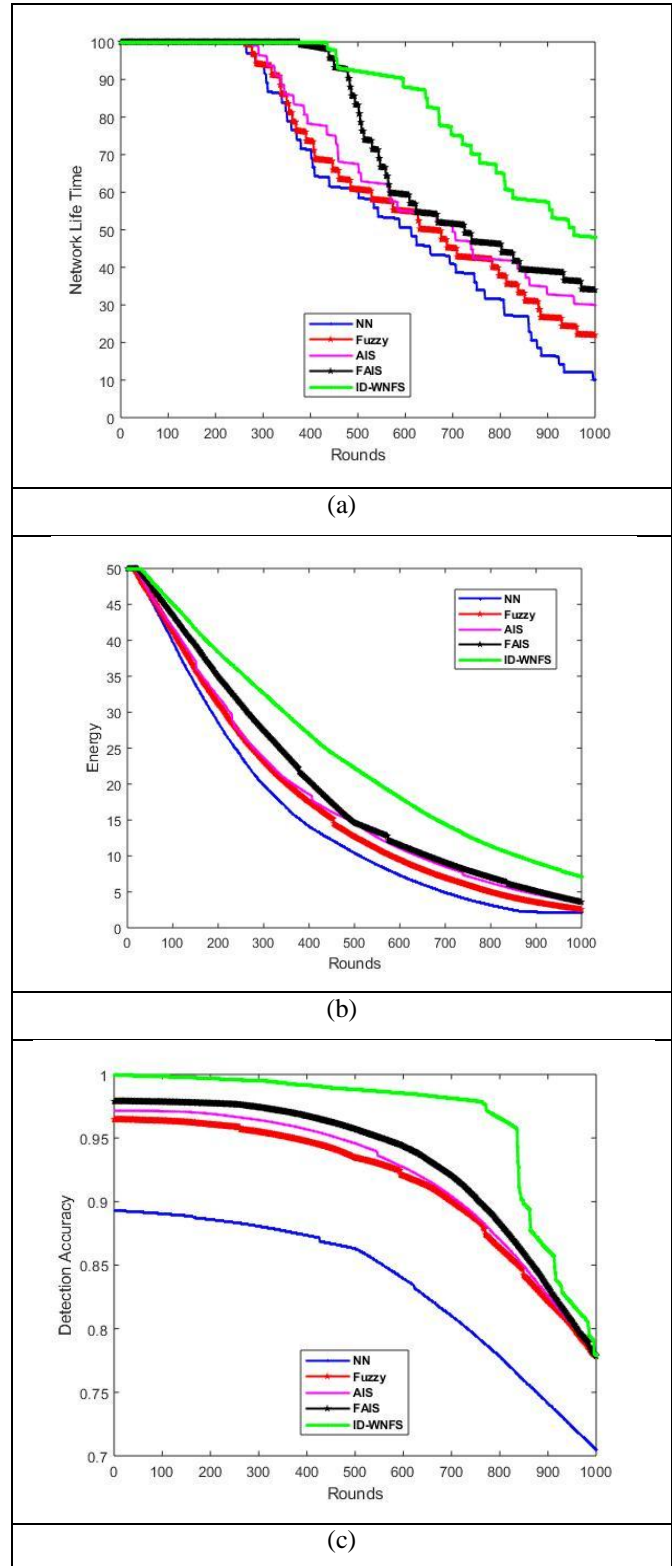 100
90
80
70
60
50
40
30
20
10
0
Network Life Time
NN
Fuzzy
AIS
FAIS
ID-WNFS
0 100 200 300 400 500 600 700 800 900 1000
Rounds
(a)
50
45
40
35
30
25
20
15
10
5
0
Energy
NN
Fuzzy
AIS
FAIS
ID-WNFS
0 100 200 300 400 500 600 700 800 900 1000
Rounds
(b)
1
0.95
0.9
0.85
0.8
0.75
0.7
Detection Accuracy
NN
Fuzzy
AIS
FAIS
ID-WNFS
0 100 200 300 400 500 600 700 800 900 1000
Rounds
(c)